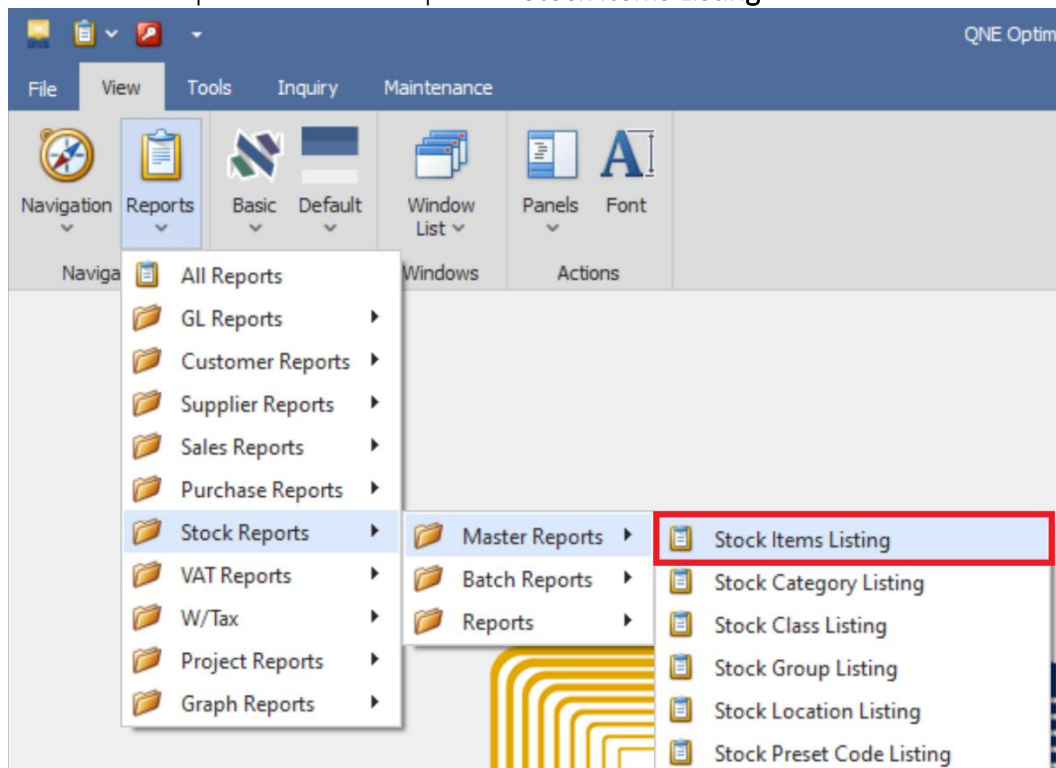 Stock Items Listing
QNE Optim
File View Tools Inquiry Maintenance
Navigation Reports Basic Default Window List Panels Font
Naviga Windows Actions
All Reports
GL Reports
Customer Reports
Supplier Reports
Sales Reports
Purchase Reports
Stock Reports
VAT Reports
W/Tax
Project Reports
Graph Reports
Master Reports
Batch Reports
Reports
Stock Items Listing
Stock Category Listing
Stock Class Listing
Stock Group Listing
Stock Location Listing
Stock Preset Code Listing